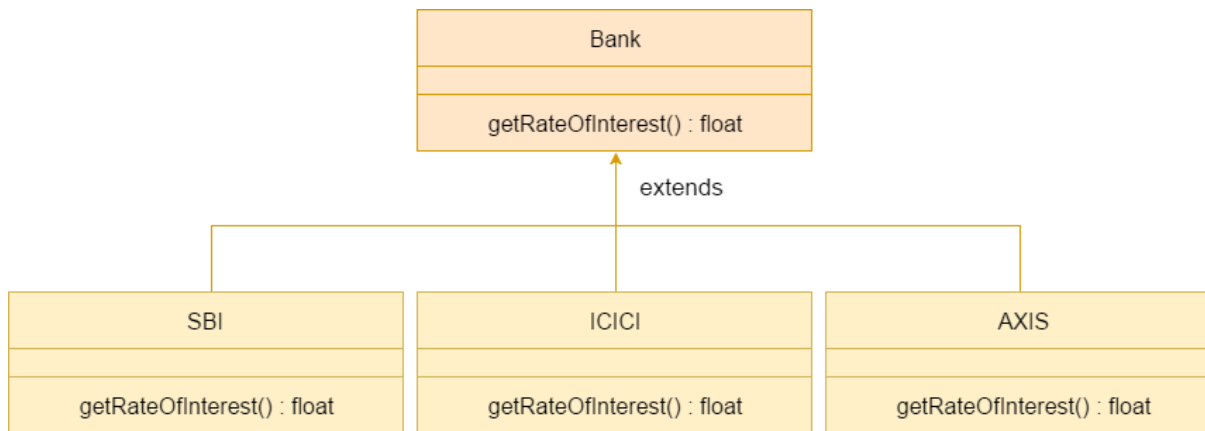 Bank
getRateOfInterest() : float
extends
SBI
getRateOfInterest() : float
ICICI
getRateOfInterest() : float
AXIS
getRateOfInterest() : float